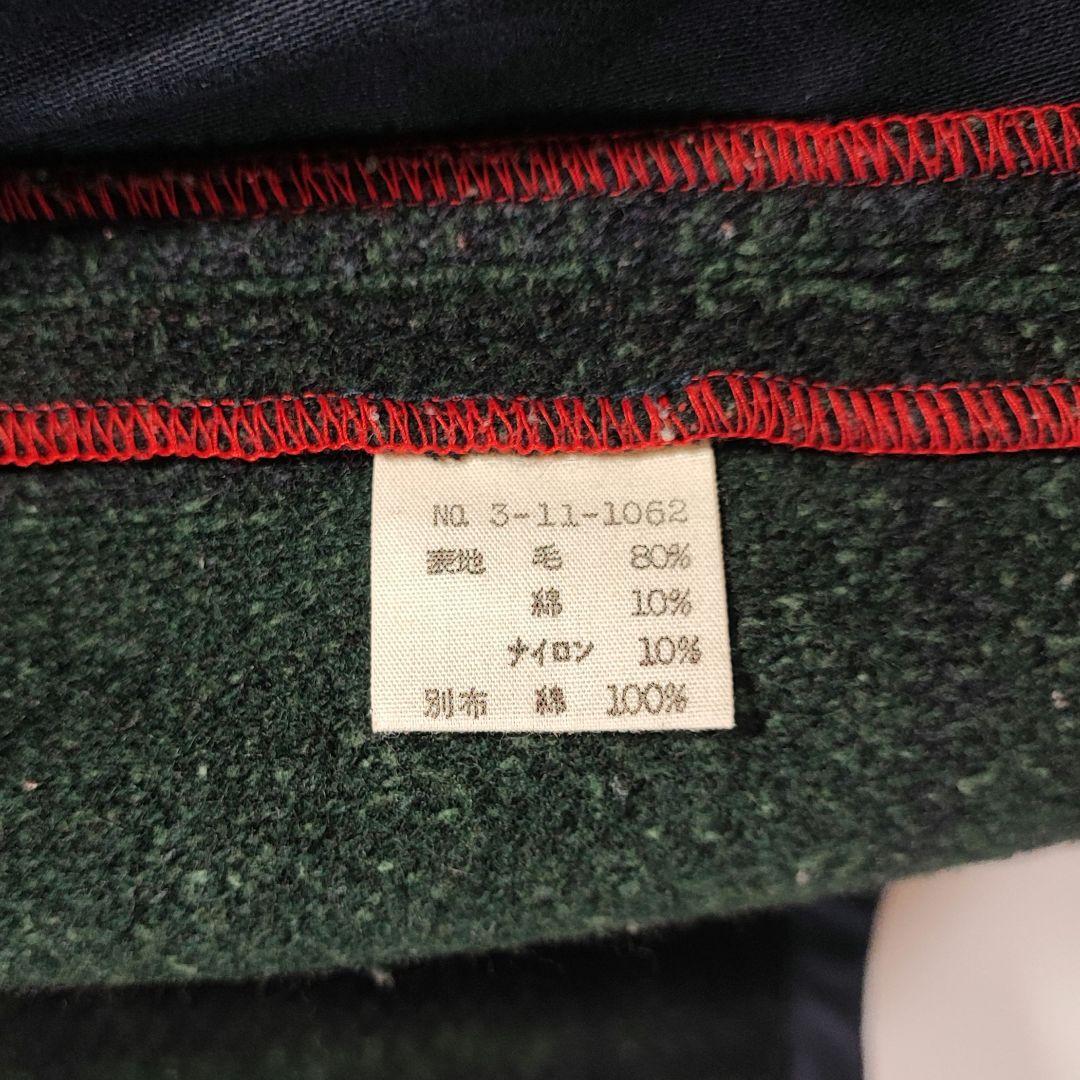 NO. 3-11-1062
表地 毛 80%
綿 10%
ナイロン 10%
別布 綿 100%